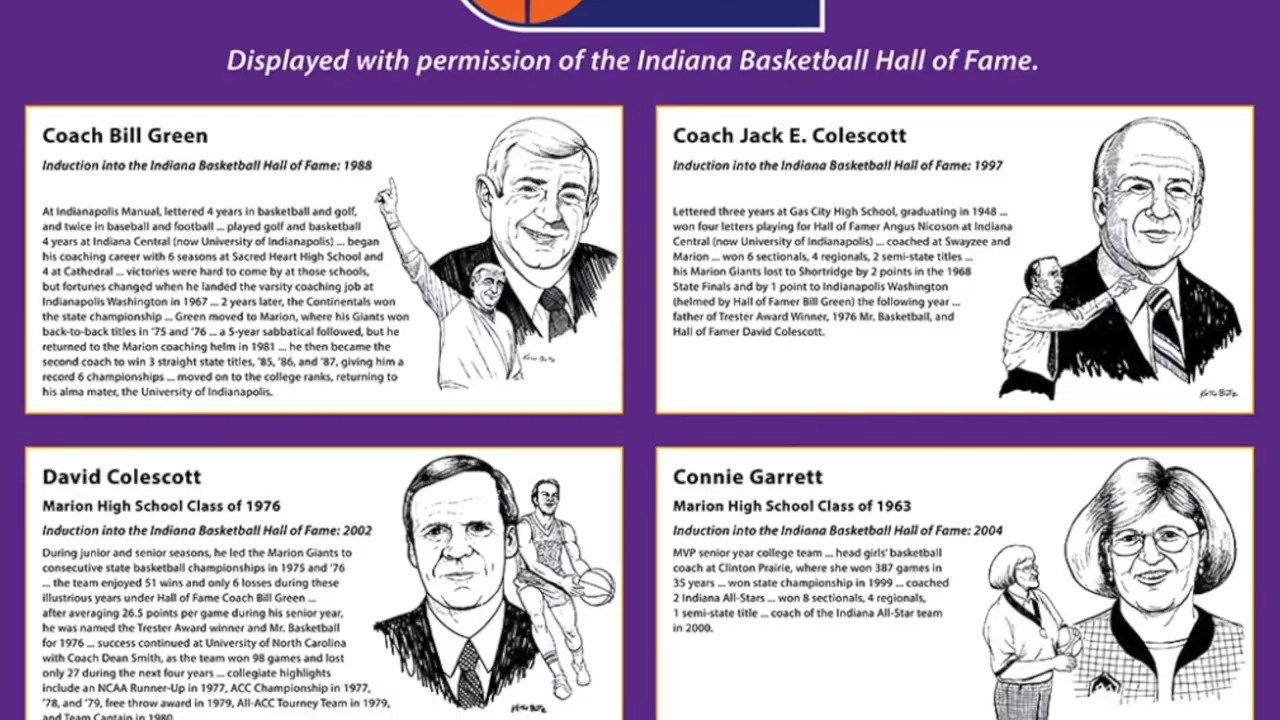 Displayed with permission of the Indiana Basketball Hall of Fame.
Coach Bill Green
Induction into the Indiana Basketball Hall of Fame: 1988
At Indianapolis Manual, lettered 4 years in basketball and golf,
and twice in baseball and football ... played golf and basketball
4 years at Indiana Central (now University of Indianapolis) ... began
his coaching career with 6 seasons at Sacred Heart High School and
4 at Cathedral ... victories were hard to come by at those schools,
but fortunes changed when he landed the varsity coaching job at
Indianapolis Washington in 1967 ... 2 years later, the Continentals won
the state championship ... Green moved to Marion, where his Giants won
back-to-back titles in '75 and '76 ... a 5-year sabbatical followed, but he
returned to the Marion coaching helm in 1981 ... he then became the
second coach to win 3 straight state titles, '85, '86, and '87, giving him a
record 6 championships ... moved on to the college ranks, returning to
his alma mater, the University of Indianapolis.
Coach Jack E. Colescott
Induction into the Indiana Basketball Hall of Fame: 1997
Lettered three years at Gas City High School, graduating in 1948 ...
won four letters playing for Hall of Famer Angus Nicoson at Indiana
Central (now University of Indianapolis) ... coached at Swayzee and
Marion ... won 6 sectionals, 4 regionals, 2 semi-state titles ...
his Marion Giants lost to Shortridge by 2 points in the 1968
State Finals and by 1 point to Indianapolis Washington
(helmed by Hall of Famer Bill Green) the following year ...
father of Trester Award Winner, 1976 Mr. Basketball, and
Hall of Famer David Colescott.
David Colescott
Marion High School Class of 1976
Induction into the Indiana Basketball Hall of Fame: 2002
During junior and senior seasons, he led the Marion Giants to
consecutive state basketball championships in 1975 and '76
... the team enjoyed 51 wins and only 6 losses during these
illustrious years under Hall of Fame Coach Bill Green ...
after averaging 26.5 points per game during his senior year,
he was named the Trester Award winner and Mr. Basketball
for 1976 ... success continued at University of North Carolina
with Coach Dean Smith, as the team won 98 games and lost
only 27 during the next four years ... collegiate highlights
include an NCAA Runner-Up in 1977, ACC Championship in 1977,
'78, and '79, free throw award in 1979, All-ACC Tourney Team in 1979,
and Team Captain in 1980.
Connie Garrett
Marion High School Class of 1963
Induction into the Indiana Basketball Hall of Fame: 2004
MVP senior year college team ... head girls' basketball
coach at Clinton Prairie, where she won 387 games in
35 years ... won state championship in 1999 ... coached
2 Indiana All-Stars ... won 8 sectionals, 4 regionals,
1 semi-state title ... coach of the Indiana All-Star team
in 2000.